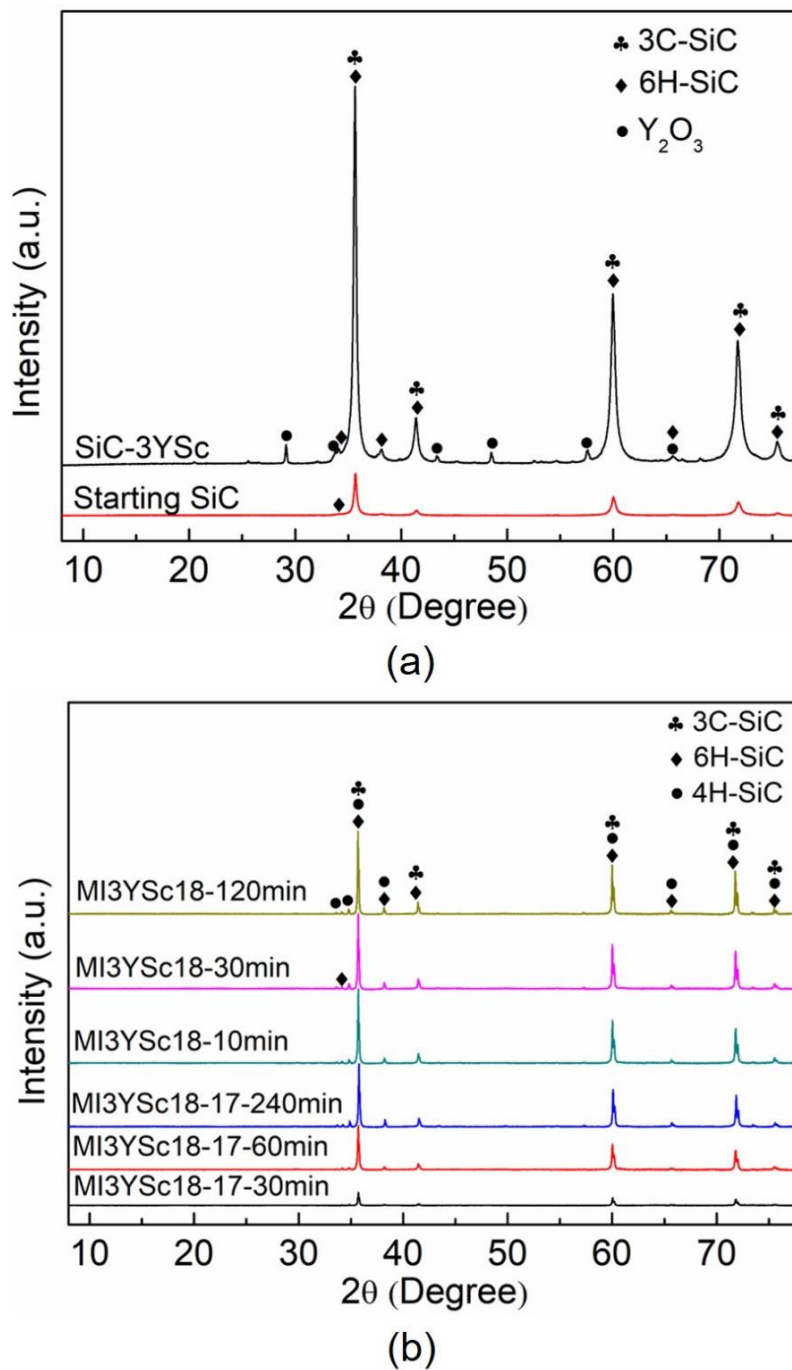 ♣ 3C-SiC
♦ 6H-SiC
● Y₂O₃
Intensity (a.u.)
SiC-3YSc
Starting SiC
10 20 30 40 50 60 70
2θ (Degree)
(a)
♣ 3C-SiC
♦ 6H-SiC
● 4H-SiC
Intensity (a.u.)
MI3YSc18-120min
MI3YSc18-30min
MI3YSc18-10min
MI3YSc18-17-240min
MI3YSc18-17-60min
MI3YSc18-17-30min
10 20 30 40 50 60 70
2θ (Degree)
(b)